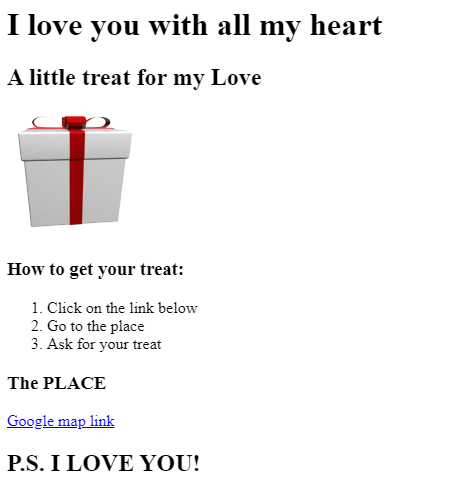 I love you with all my heart
A little treat for my Love
How to get your treat:
1. Click on the link below
2. Go to the place
3. Ask for your treat
The PLACE
Google map link
P.S. I LOVE YOU!